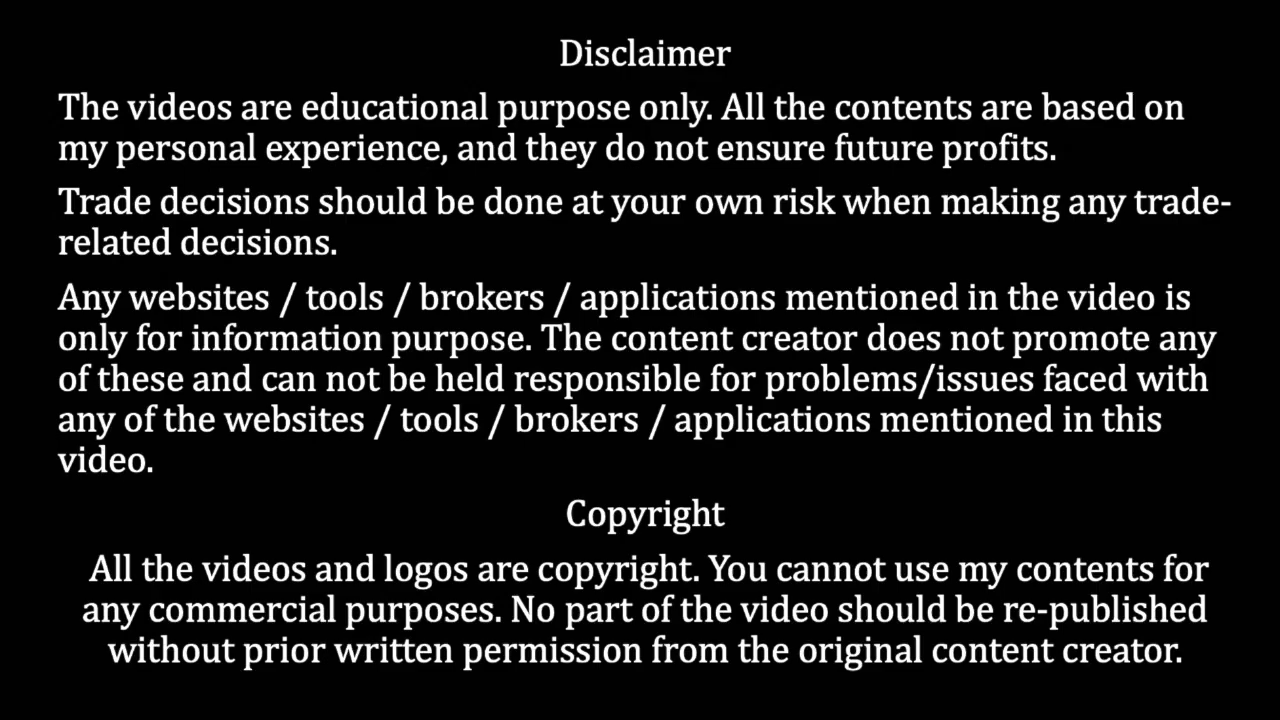 Disclaimer
The videos are educational purpose only. All the contents are based on
my personal experience, and they do not ensure future profits.
Trade decisions should be done at your own risk when making any trade-
related decisions.
Any websites / tools / brokers / applications mentioned in the video is
only for information purpose. The content creator does not promote any
of these and can not be held responsible for problems/issues faced with
any of the websites / tools / brokers / applications mentioned in this
video.
Copyright
All the videos and logos are copyright. You cannot use my contents for
any commercial purposes. No part of the video should be re-published
without prior written permission from the original content creator.